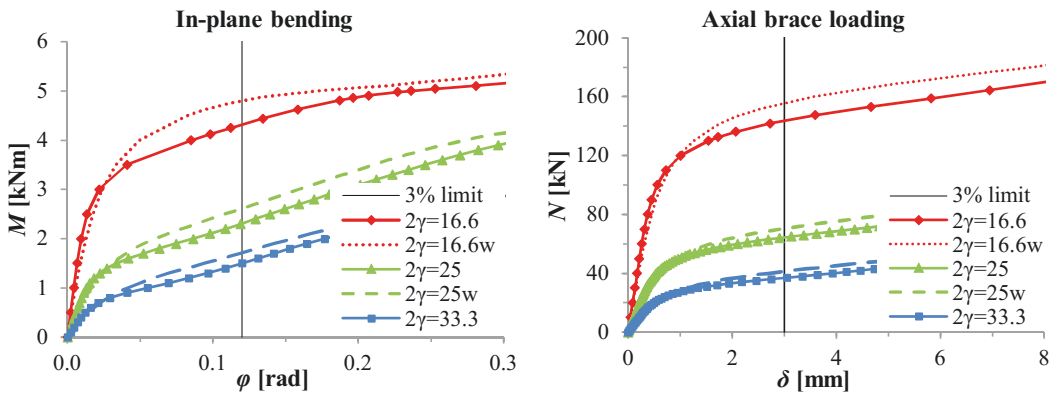 In-plane bending
6
5
4
3
2
1
0
M [kNm]
0.0
0.1
0.2
0.3
φ [rad]
3% limit
2γ=16.6
2γ=16.6w
2γ=25
2γ=25w
2γ=33.3
Axial brace loading
200
160
120
80
40
0
N [kN]
0
2
4
6
8
δ [mm]
3% limit
2γ=16.6
2γ=16.6w
2γ=25
2γ=25w
2γ=33.3